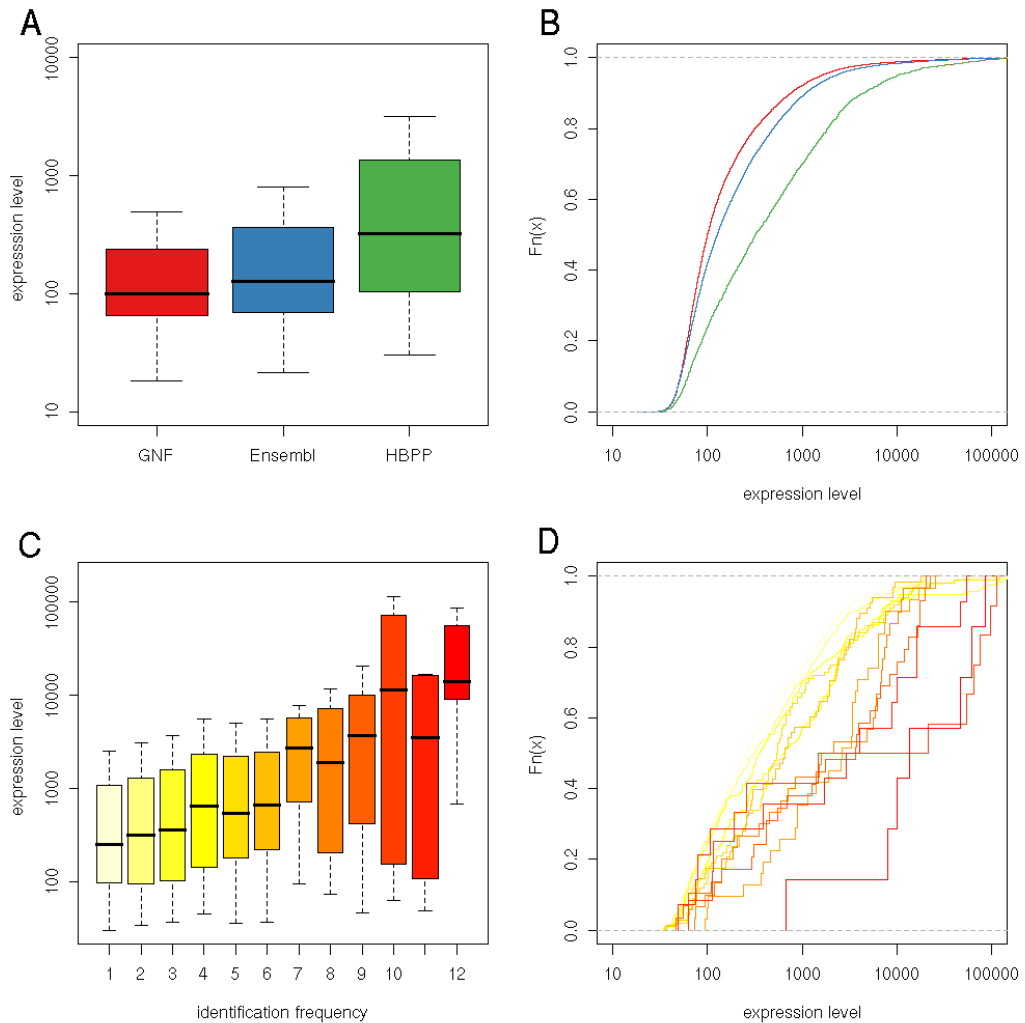 A
expresssion level
10
100
1000
10000
GNF
Ensembl
HBPP
B
Fn(x)
0.0
0.2
0.4
0.6
0.8
1.0
10
100
1000
10000
100000
expression level
C
expression level
100
1000
10000
100000
1
2
3
4
5
6
7
8
9
10
12
identification frequency
D
Fn(x)
0.0
0.2
0.4
0.6
0.8
1.0
10
100
1000
10000
100000
expression level